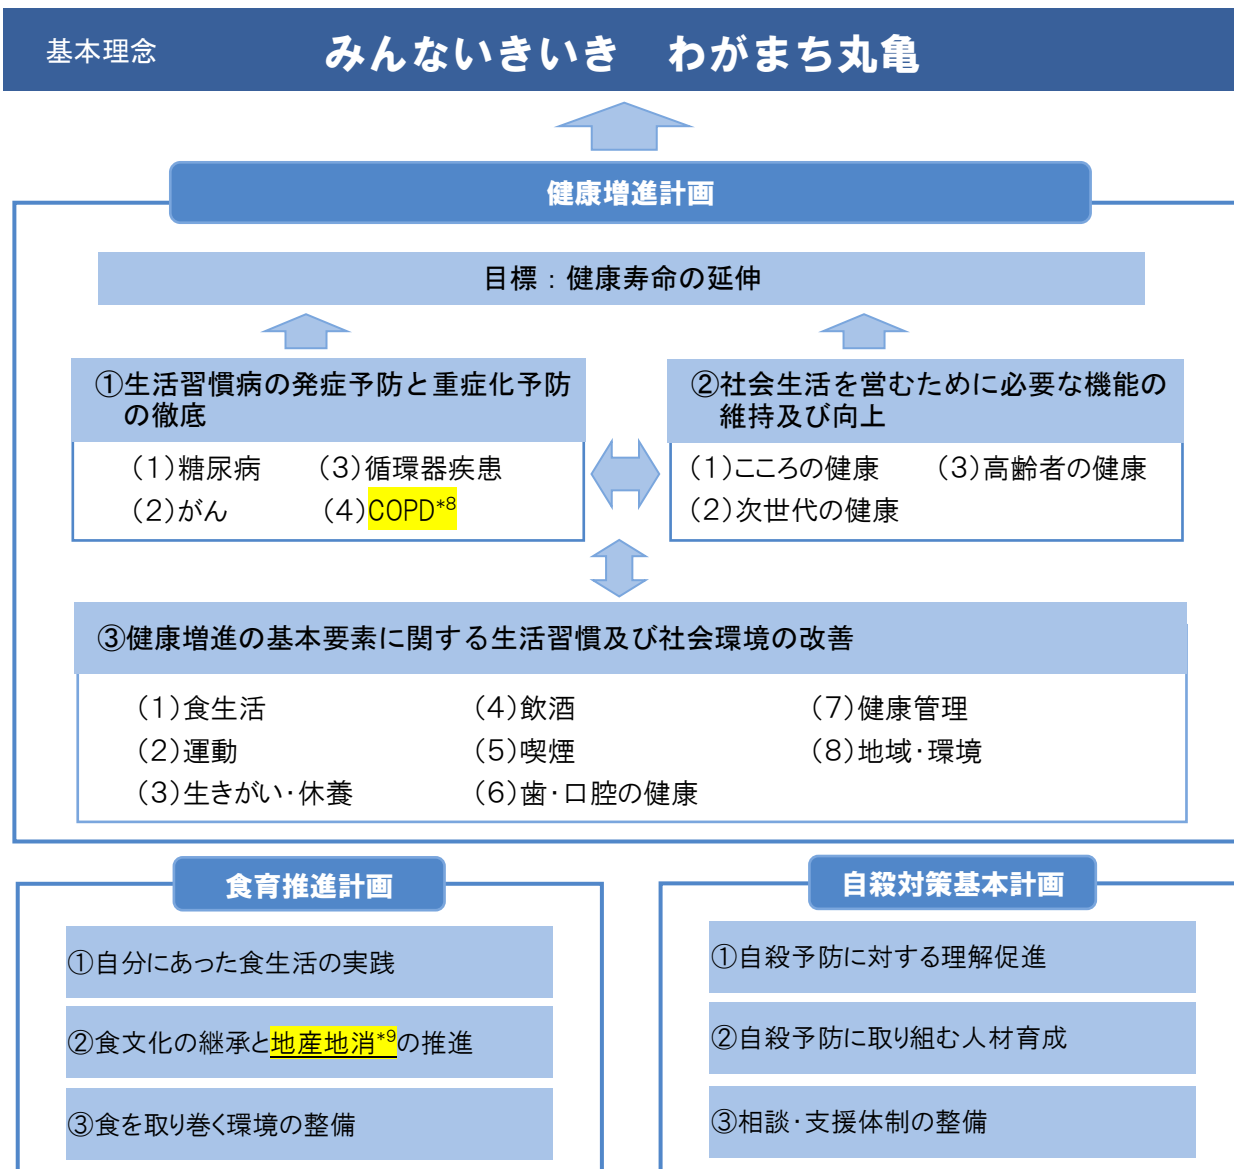 基本理念
みんないきいき　わがまち丸亀
健康増進計画
目標：健康寿命の延伸
①生活習慣病の発症予防と重症化予防
の徹底
（1）糖尿病　（3）循環器疾患
（2）がん　（4）COPD*8
②社会生活を営むために必要な機能の
維持及び向上
（1）こころの健康　（3）高齢者の健康
（2）次世代の健康
③健康増進の基本要素に関する生活習慣及び社会環境の改善
（1）食生活　（4）飲酒　（7）健康管理
（2）運動　（5）喫煙　（8）地域・環境
（3）生きがい・休養　（6）歯・口腔の健康
食育推進計画
①自分にあった食生活の実践
②食文化の継承と地産地消*9の推進
③食を取り巻く環境の整備
自殺対策基本計画
①自殺予防に対する理解促進
②自殺予防に取り組む人材育成
③相談・支援体制の整備